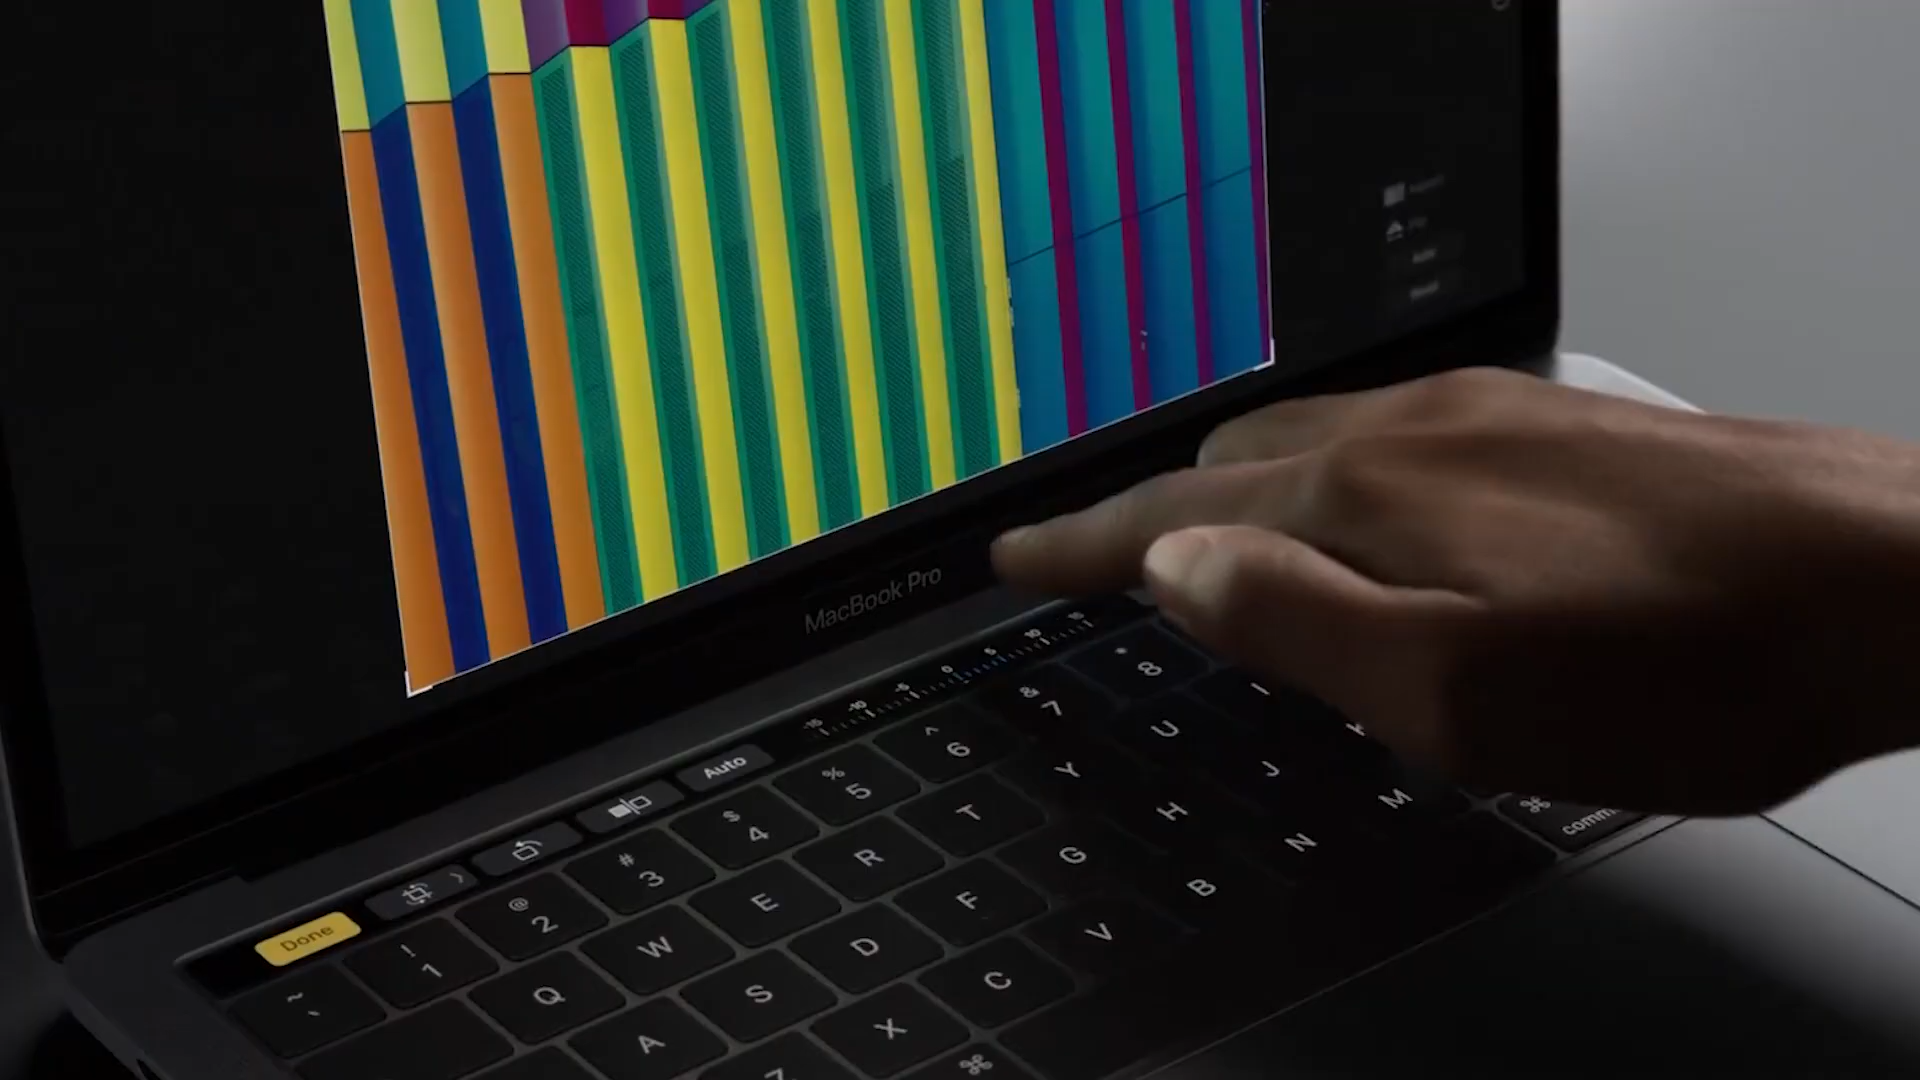 MacBook Pro
Done
Auto
-15 -10 -5 0 5 10 15
~ ` ! 1 @ 2 # 3 $ 4 % 5 ^ 6 & 7 * 8
Q W E R T Y U I
A S D F G H J K
Z X C V B N M
⌘
⌘